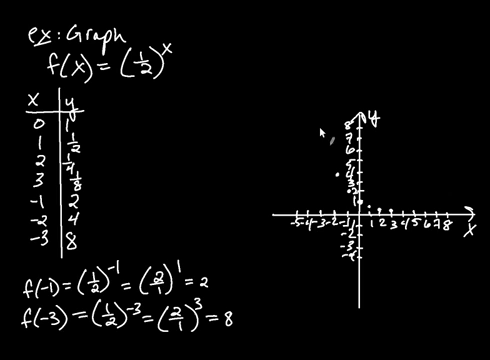 ex: Graph
f(x) = (1/2)^x
x | y
0 | 1
1 | 1/2
2 | 1/4
3 | 1/8
-1 | 2
-2 | 4
-3 | 8
f(-1) = (1/2)^-1 = (2/1)^1 = 2
f(-3) = (1/2)^-3 = (2/1)^3 = 8
y
8
7
6
5
4
3
2
1
-5 -4 -3 -2 -1 1 2 3 4 5 6 7 8
x
-1
-2
-3
-4